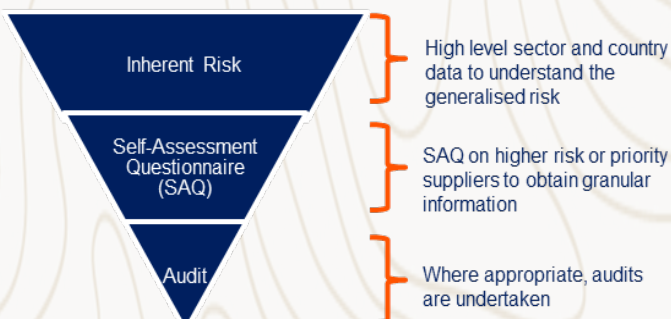 Inherent Risk
High level sector and country
data to understand the
generalised risk
Self-Assessment
Questionnaire
(SAQ)
SAQ on higher risk or priority
suppliers to obtain granular
information
Audit
Where appropriate, audits
are undertaken